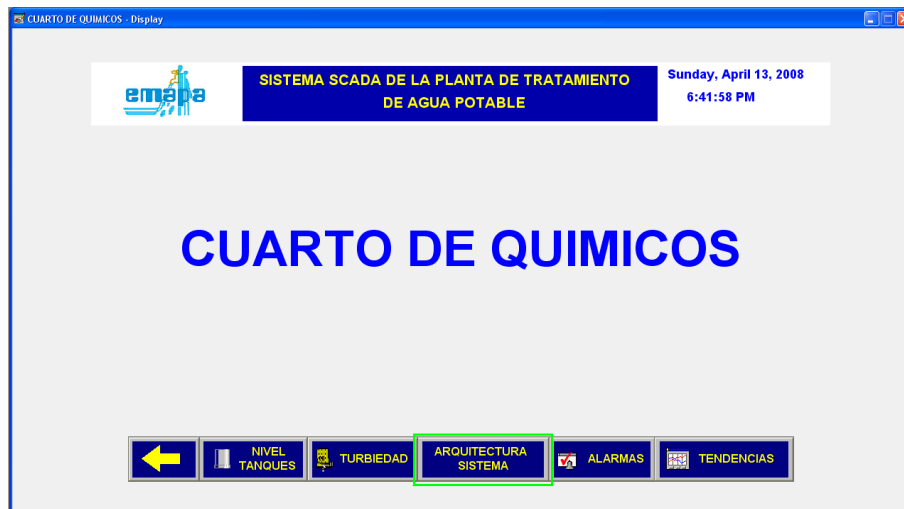 CUARTO DE QUIMICOS - Display
emapa
SISTEMA SCADA DE LA PLANTA DE TRATAMIENTO
DE AGUA POTABLE
Sunday, April 13, 2008
6:41:58 PM
CUARTO DE QUIMICOS
NIVEL
TANQUES
TURBIEDAD
ARQUITECTURA
SISTEMA
ALARMAS
TENDENCIAS